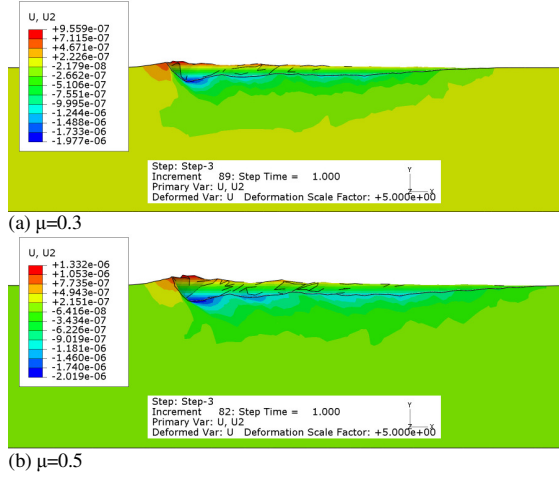 U, U2
+9.559e-07
+7.115e-07
+4.671e-07
+2.226e-07
-2.179e-08
-2.662e-07
-5.106e-07
-7.551e-07
-9.995e-07
-1.244e-06
-1.488e-06
-1.733e-06
-1.977e-06
Step: Step-3
Increment 89: Step Time = 1.000
Primary Var: U, U2
Deformed Var: U Deformation Scale Factor: +5.000e+00
Y
Z X
(a) μ=0.3
U, U2
+1.332e-06
+1.053e-06
+7.735e-07
+4.943e-07
+2.151e-07
-6.416e-08
-3.434e-07
-6.226e-07
-9.019e-07
-1.181e-06
-1.460e-06
-1.740e-06
-2.019e-06
Step: Step-3
Increment 82: Step Time = 1.000
Primary Var: U, U2
Deformed Var: U Deformation Scale Factor: +5.000e+00
Y
Z X
(b) μ=0.5